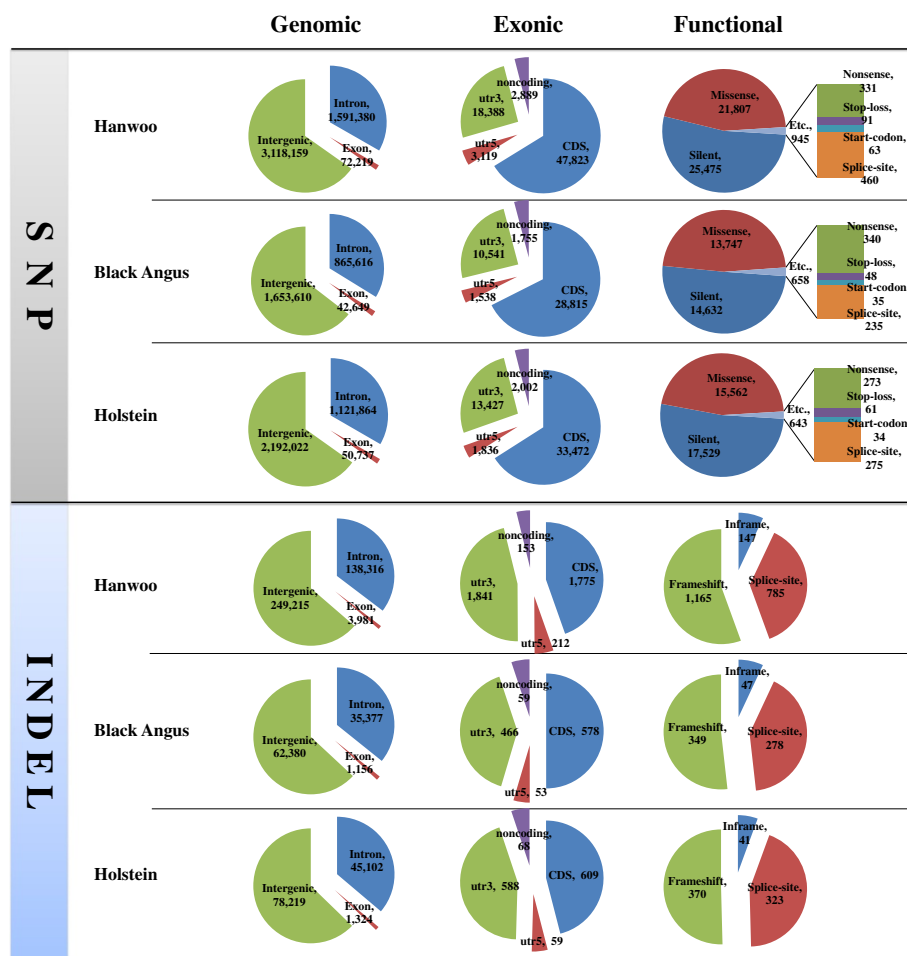 Genomic Exonic Functional
SNP
Hanwoo
Intron,
1,591,380
Intergenic,
3,118,159
Exon,
72,219
noncoding,
2,889
utr3,
18,388
utr5,
3,119
CDS,
47,823
Missense,
21,807
Etc.,
945
Silent,
25,475
Nonsense,
331
Stop-loss,
91
Start-codon,
63
Splice-site,
460
Black Angus
Intron,
865,616
Intergenic,
1,653,610
Exon,
42,649
noncoding,
1,755
utr3,
10,541
utr5,
1,538
CDS,
28,815
Missense,
13,747
Etc.,
658
Silent,
14,632
Nonsense,
340
Stop-loss,
48
Start-codon,
35
Splice-site,
235
Holstein
Intron,
1,121,864
Intergenic,
2,192,022
Exon,
50,737
noncoding,
2,002
utr3,
13,427
utr5,
1,836
CDS,
33,472
Missense,
15,562
Etc.,
643
Silent,
17,529
Nonsense,
273
Stop-loss,
61
Start-codon,
34
Splice-site,
275
INDEL
Hanwoo
Intron,
138,316
Intergenic,
249,215
Exon,
3,981
noncoding,
153
utr3,
1,841
CDS,
1,775
utr5, 212
Inframe,
147
Frameshift,
1,165
Splice-site,
785
Black Angus
Intron,
35,377
Intergenic,
62,380
Exon,
1,156
noncoding,
59
utr3, 466
CDS, 578
utr5, 53
Inframe,
47
Frameshift,
349
Splice-site,
278
Holstein
Intron,
45,102
Intergenic,
78,219
Exon,
1,324
noncoding,
68
utr3, 588
CDS, 609
utr5, 59
Inframe,
41
Frameshift,
370
Splice-site,
323